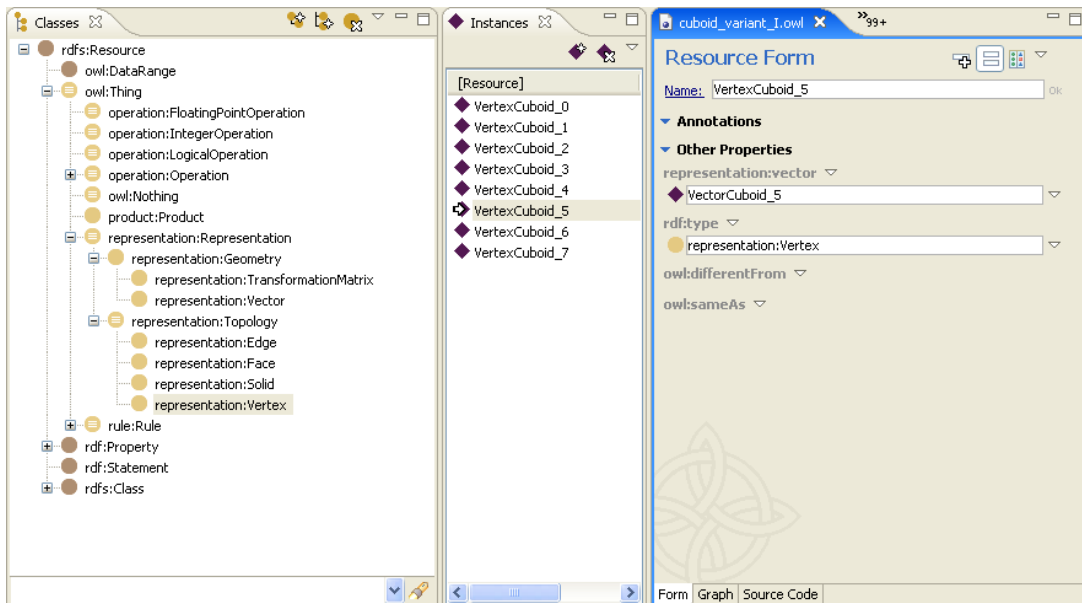 Classes
rdfs:Resource
owl:DataRange
owl:Thing
operation:FloatingPointOperation
operation:IntegerOperation
operation:LogicalOperation
operation:Operation
owl:Nothing
product:Product
representation:Representation
representation:Geometry
representation:TransformationMatrix
representation:Vector
representation:Topology
representation:Edge
representation:Face
representation:Solid
representation:Vertex
rule:Rule
rdf:Property
rdf:Statement
rdfs:Class
Instances
[Resource]
VertexCuboid_0
VertexCuboid_1
VertexCuboid_2
VertexCuboid_3
VertexCuboid_4
VertexCuboid_5
VertexCuboid_6
VertexCuboid_7
cuboid_variant_I.owl
»99+
Resource Form
Name: VertexCuboid_5 Ok
Annotations
Other Properties
representation:vector
VectorCuboid_5
rdf:type
representation:Vertex
owl:differentFrom
owl:sameAs
Form Graph Source Code